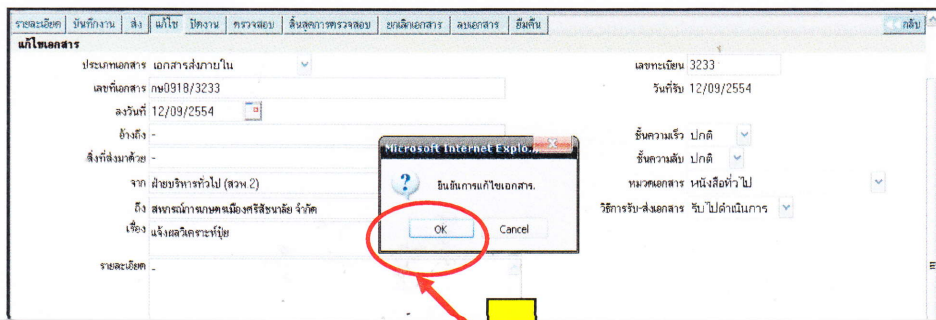 รายละเอียด บันทึกงาน ส่ง แก้ไข ปิดงาน ตรวจสอบ สิ้นสุดการตรวจสอบ ยกเลิกเอกสาร ลบเอกสาร ยืมคืน กลับ
แก้ไขเอกสาร
ประเภทเอกสาร เอกสารส่งภายใน เลขทะเบียน 3233
เลขที่เอกสาร กษ0918/3233 วันที่รับ 12/09/2554
ลงวันที่ 12/09/2554
อ้างถึง - ชั้นความเร็ว ปกติ
สิ่งที่ส่งมาด้วย - ชั้นความลับ ปกติ
จาก ฝ่ายบริหารทั่วไป (สวพ.2) หมวดเอกสาร หนังสือทั่วไป
ถึง สหกรณ์การเกษตรเมืองศรีสัชนาลัย จำกัด วิธีการรับ-ส่งเอกสาร รับไปดำเนินการ
เรื่อง แจ้งผลวิเคราะห์ปุ๋ย
รายละเอียด -
Microsoft Internet Explo...
ยืนยันการแก้ไขเอกสาร.
OK Cancel